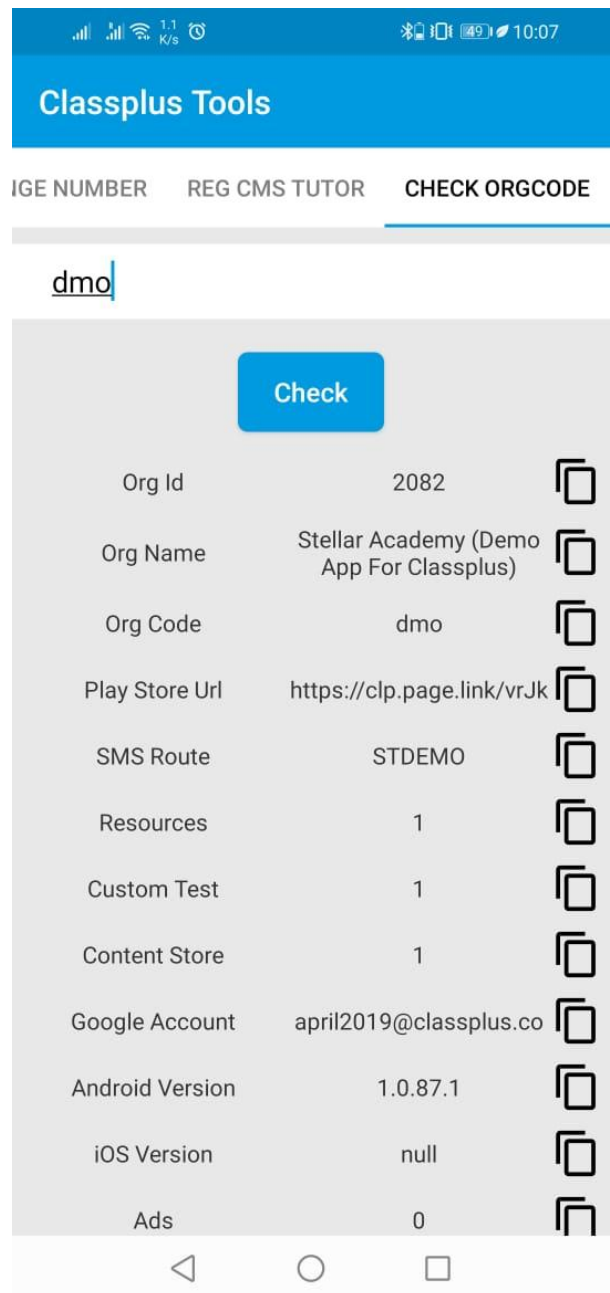 1.1
K/s
49
10:07
Classplus Tools
NGE NUMBER REG CMS TUTOR CHECK ORGCODE
dmo
Check
Org Id 2082
Org Name Stellar Academy (Demo
App For Classplus)
Org Code dmo
Play Store Url https://clp.page.link/vrJk
SMS Route STDEMO
Resources 1
Custom Test 1
Content Store 1
Google Account april2019@classplus.co
Android Version 1.0.87.1
iOS Version null
Ads 0